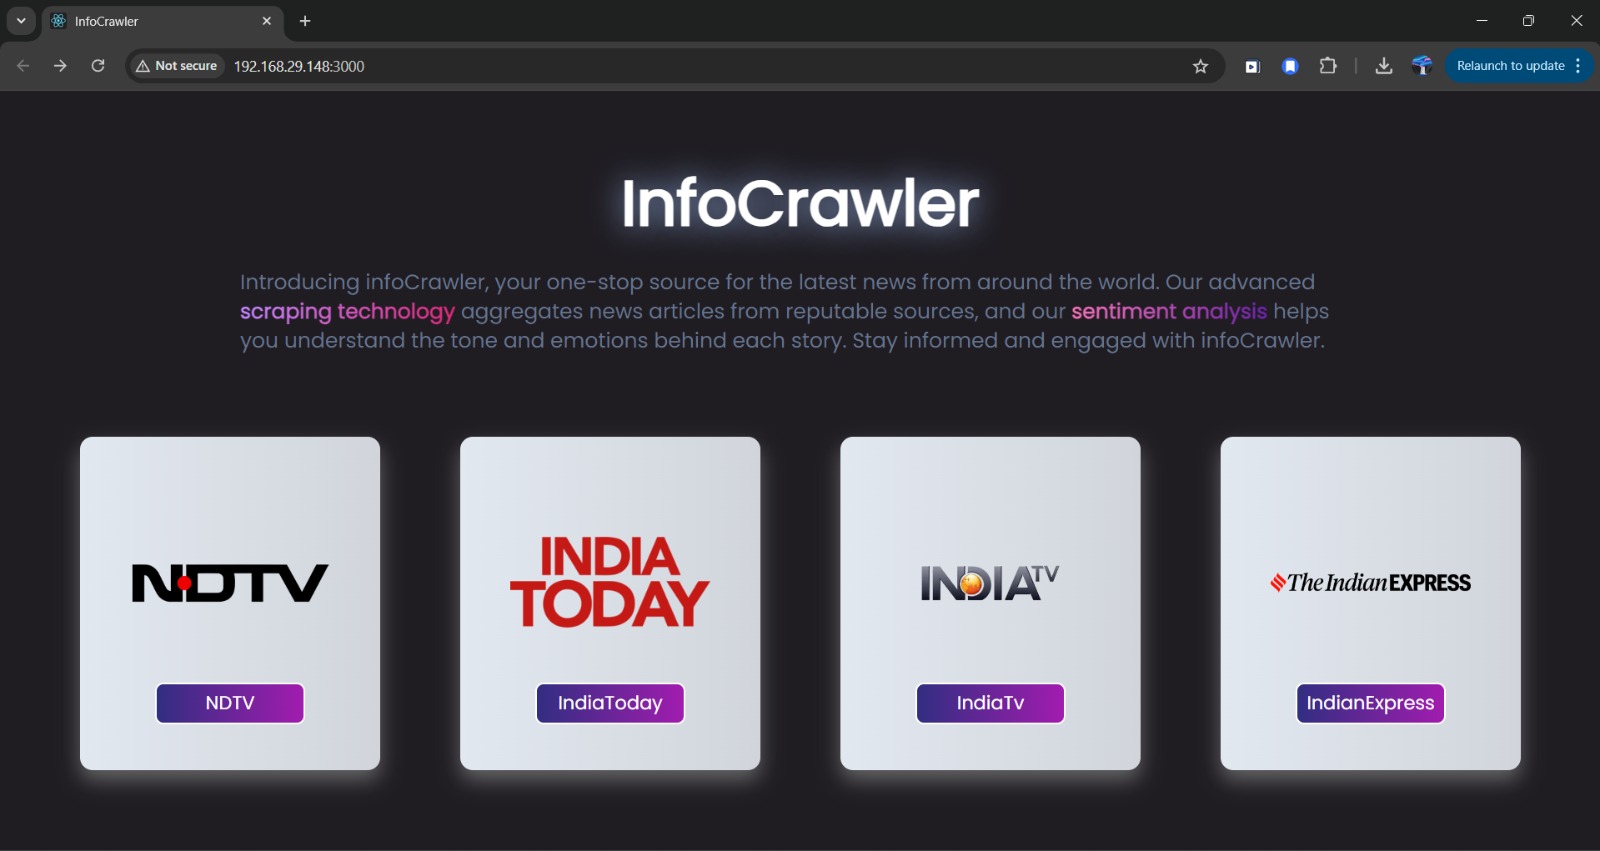 InfoCrawler
Not secure
192.168.29.148:3000
Relaunch to update
InfoCrawler
Introducing infoCrawler, your one-stop source for the latest news from around the world. Our advanced
scraping technology aggregates news articles from reputable sources, and our sentiment analysis helps
you understand the tone and emotions behind each story. Stay informed and engaged with infoCrawler.
NDTV
NDTV
INDIA
TODAY
IndiaToday
INDIA TV
IndiaTv
The Indian EXPRESS
IndianExpress